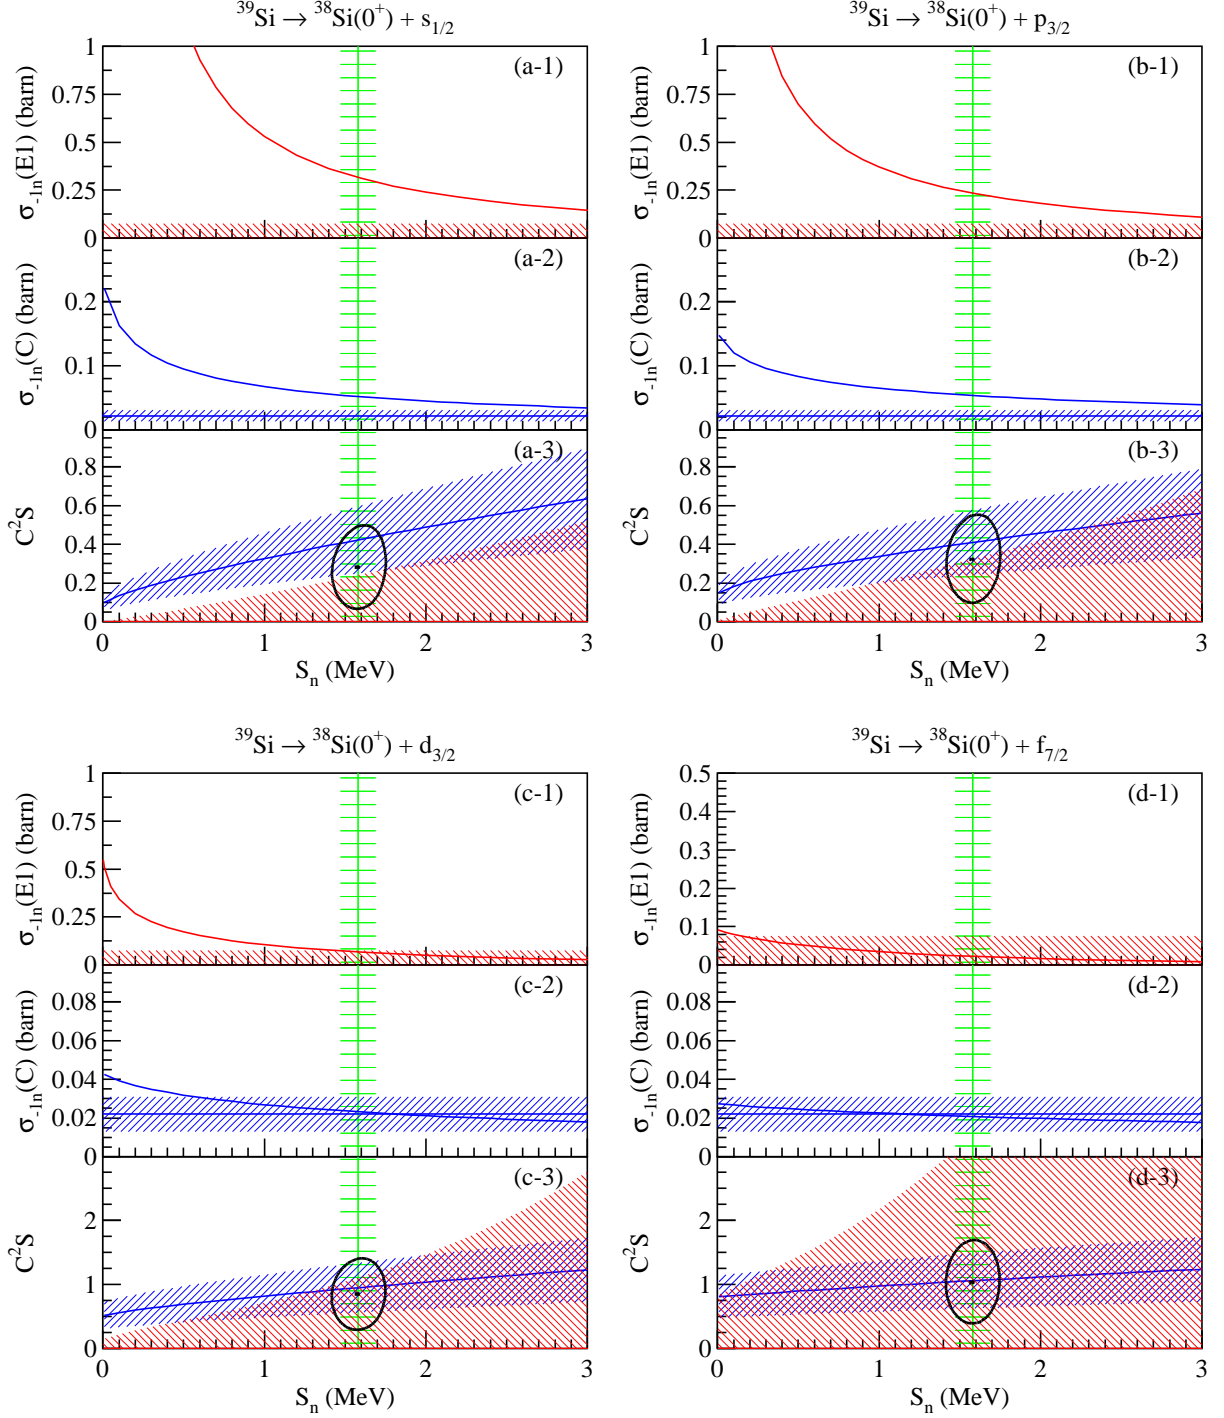 ³⁹Si → ³⁸Si(0⁺) + s₁/₂
1
0.75
0.5
0.25
0
σ₋₁ₙ(E1) (barn)
(a-1)
0.2
0.1
0
σ₋₁ₙ(C) (barn)
(a-2)
0.8
0.6
0.4
0.2
0
C²S
(a-3)
0 1 2 3
Sₙ (MeV)
³⁹Si → ³⁸Si(0⁺) + p₃/₂
1
0.75
0.5
0.25
0
σ₋₁ₙ(E1) (barn)
(b-1)
0.2
0.1
0
σ₋₁ₙ(C) (barn)
(b-2)
0.8
0.6
0.4
0.2
0
C²S
(b-3)
0 1 2 3
Sₙ (MeV)
³⁹Si → ³⁸Si(0⁺) + d₃/₂
1
0.75
0.5
0.25
0
σ₋₁ₙ(E1) (barn)
(c-1)
0.08
0.06
0.04
0.02
0
σ₋₁ₙ(C) (barn)
(c-2)
2
1
0
C²S
(c-3)
0 1 2 3
Sₙ (MeV)
³⁹Si → ³⁸Si(0⁺) + f₇/₂
0.5
0.4
0.3
0.2
0.1
0
σ₋₁ₙ(E1) (barn)
(d-1)
0.08
0.06
0.04
0.02
0
σ₋₁ₙ(C) (barn)
(d-2)
2
1
0
C²S
(d-3)
0 1 2 3
Sₙ (MeV)